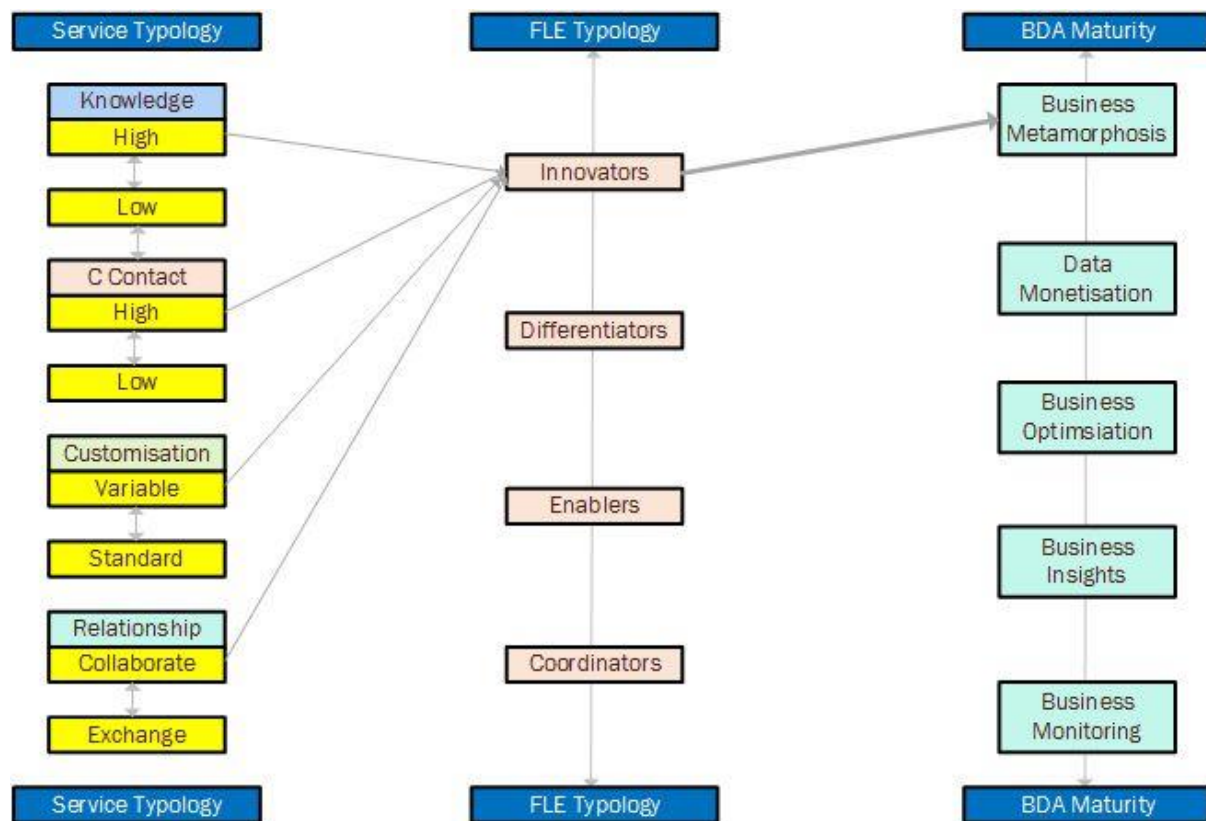 Service Typology
FLE Typology
BDA Maturity
Knowledge
High
Low
C Contact
High
Low
Customisation
Variable
Standard
Relationship
Collaborate
Exchange
Innovators
Differentiators
Enablers
Coordinators
Business
Metamorphosis
Data
Monetisation
Business
Optimsiation
Business
Insights
Business
Monitoring
Service Typology
FLE Typology
BDA Maturity